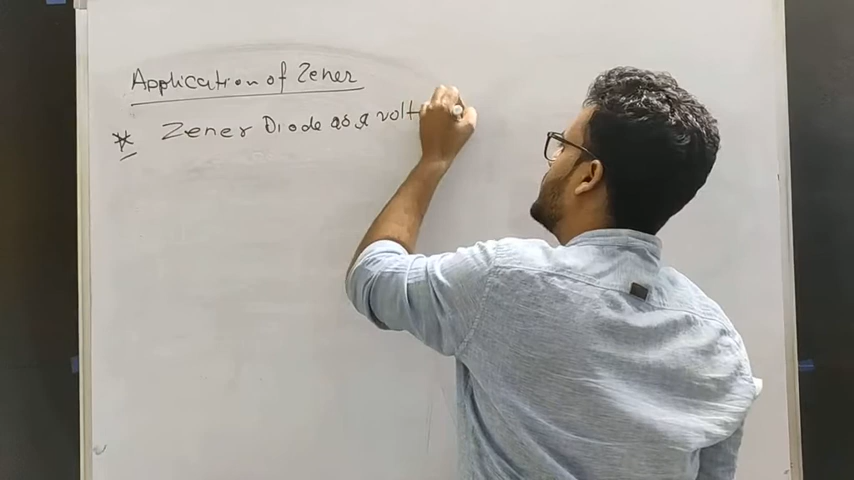 Application of Zener
* Zener Diode as a volt